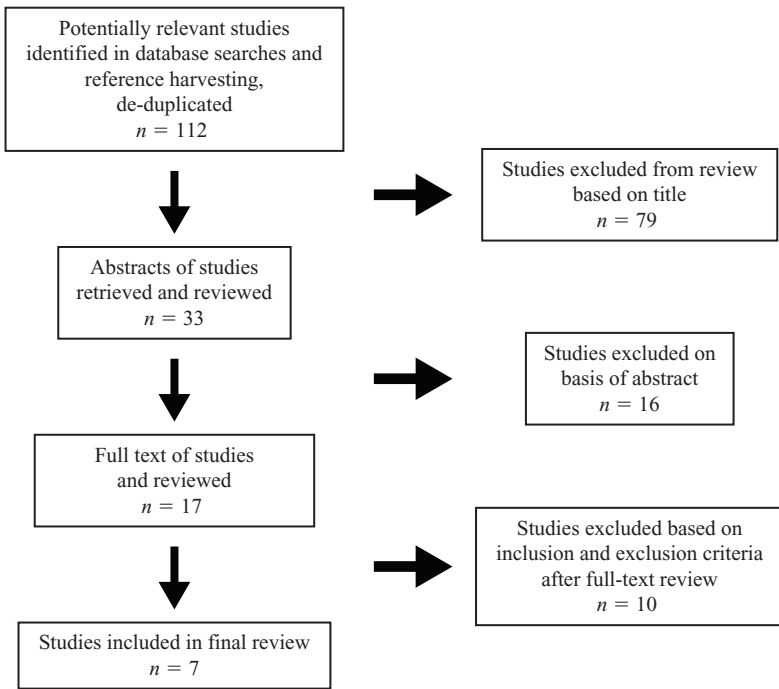 Potentially relevant studies
identified in database searches and
reference harvesting,
de-duplicated
n = 112
Studies excluded from review
based on title
n = 79
Abstracts of studies
retrieved and reviewed
n = 33
Studies excluded on
basis of abstract
n = 16
Full text of studies
and reviewed
n = 17
Studies excluded based on
inclusion and exclusion criteria
after full-text review
n = 10
Studies included in final review
n = 7